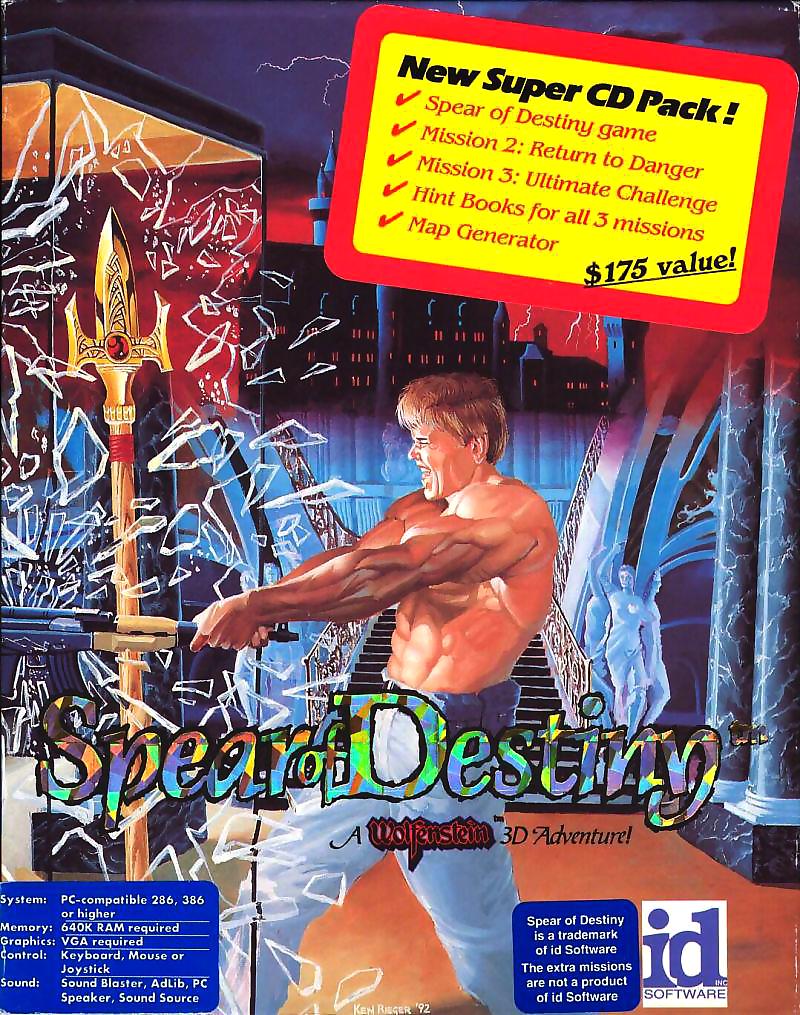 New Super CD Pack!
✓ Spear of Destiny game
✓ Mission 2: Return to Danger
✓ Mission 3: Ultimate Challenge
✓ Hint Books for all 3 missions
✓ Map Generator
$175 value!
Spear of Destiny™
A Wolfenstein™ 3D Adventure!
System: PC-compatible 286, 386
or higher
Memory: 640K RAM required
Graphics: VGA required
Control: Keyboard, Mouse or
Joystick
Sound: Sound Blaster, AdLib, PC
Speaker, Sound Source
Spear of Destiny
is a trademark
of id Software
The extra missions
are not a product
of id Software
id
INC
SOFTWARE
KEN RIEGER '92